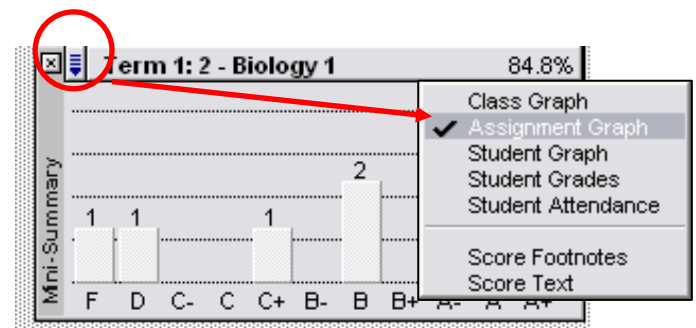 Term 1: 2 - Biology 1 84.8%
Class Graph
Assignment Graph
Student Graph
Student Grades
Student Attendance
Score Footnotes
Score Text
Mini-Summary
1 1 1 2
F D C- C C+ B- B B+ A- A A+